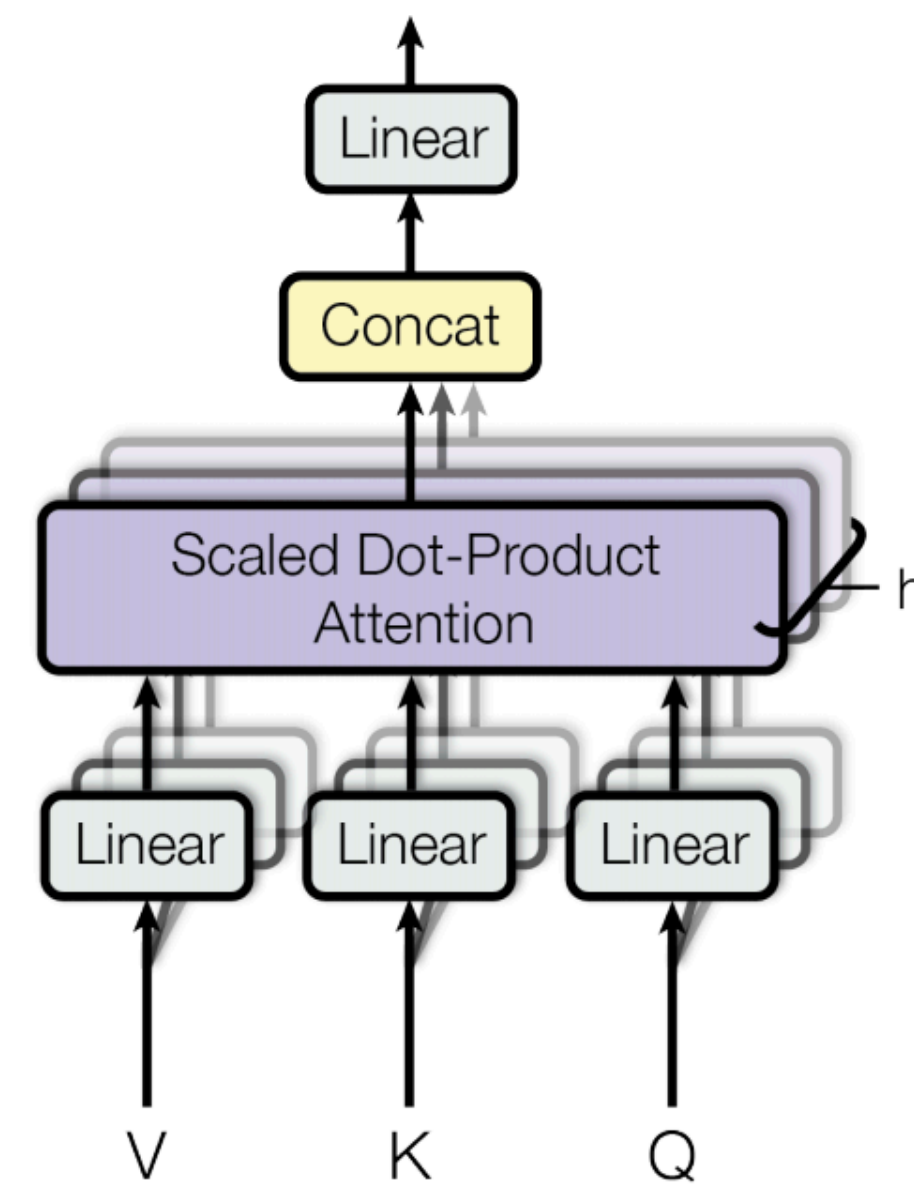 Linear
Concat
Scaled Dot-Product
Attention
h
Linear
Linear
Linear
V
K
Q